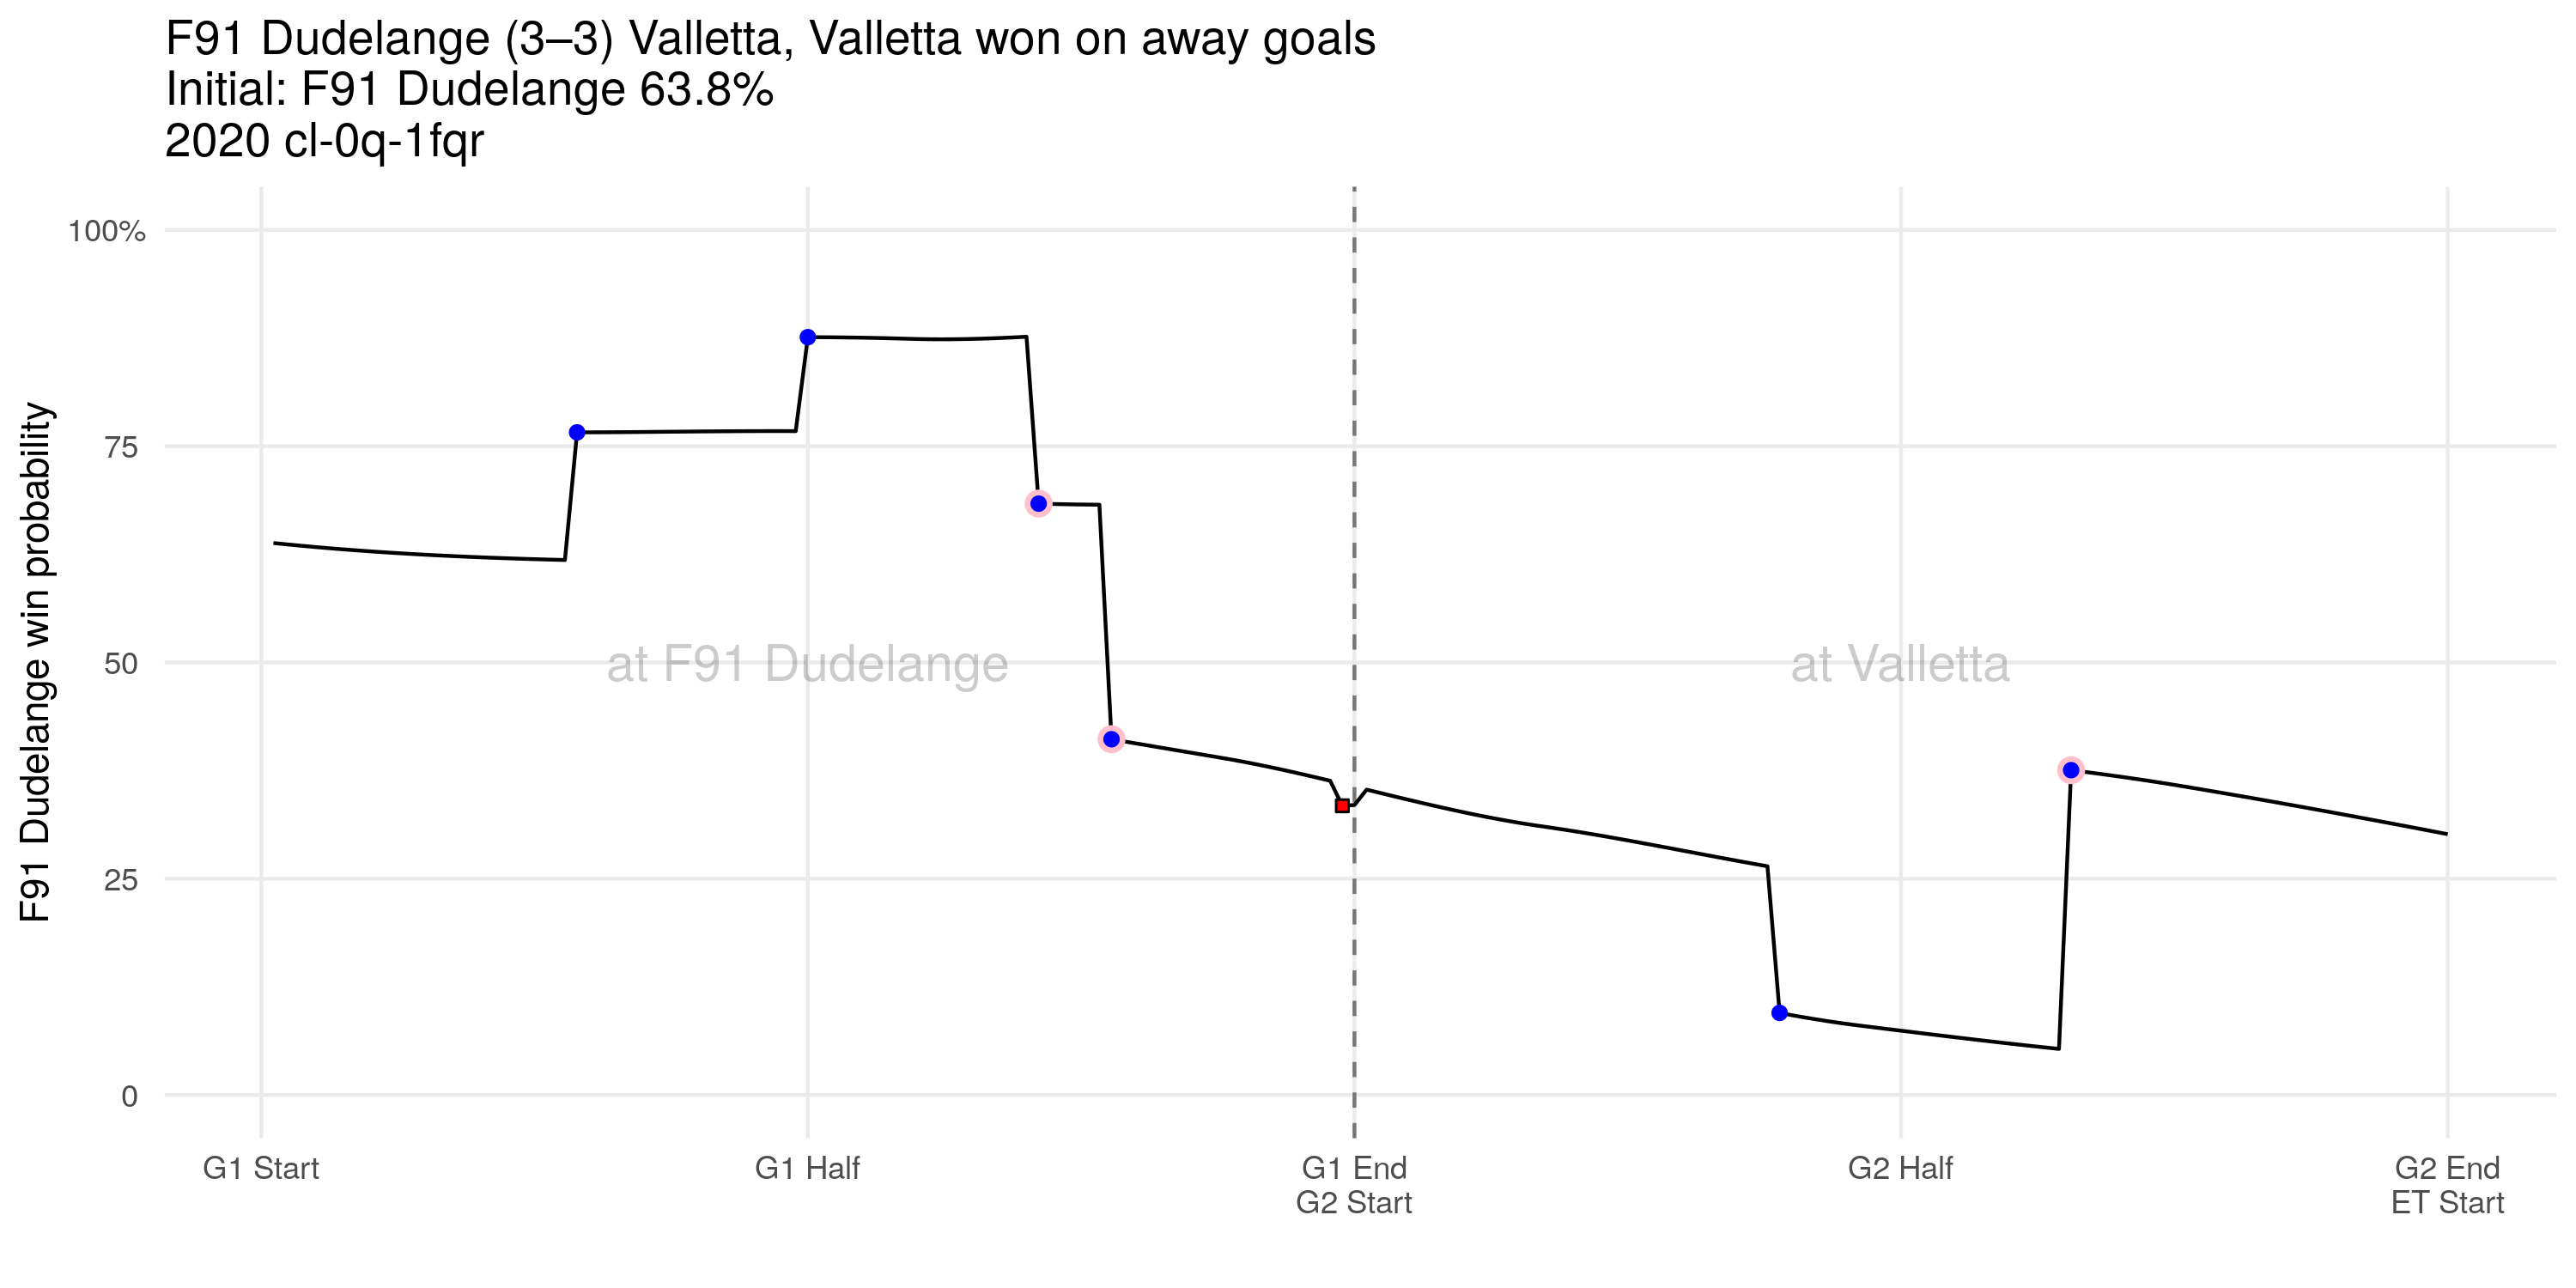 F91 Dudelange (3–3) Valletta, Valletta won on away goals
Initial: F91 Dudelange 63.8%
2020 cl-0q-1fqr
F91 Dudelange win probability
100%
75
50
25
0
at F91 Dudelange
at Valletta
G1 Start
G1 Half
G1 End
G2 Start
G2 Half
G2 End
ET Start